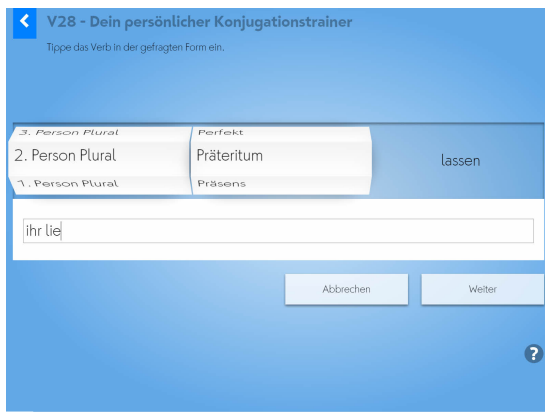 V28 - Dein persönlicher Konjugationstrainer
Tippe das Verb in der gefragten Form ein.
3. Person Plural Perfekt
2. Person Plural Präteritum lassen
1. Person Plural Präsens
ihr lie
Abbrechen Weiter
?